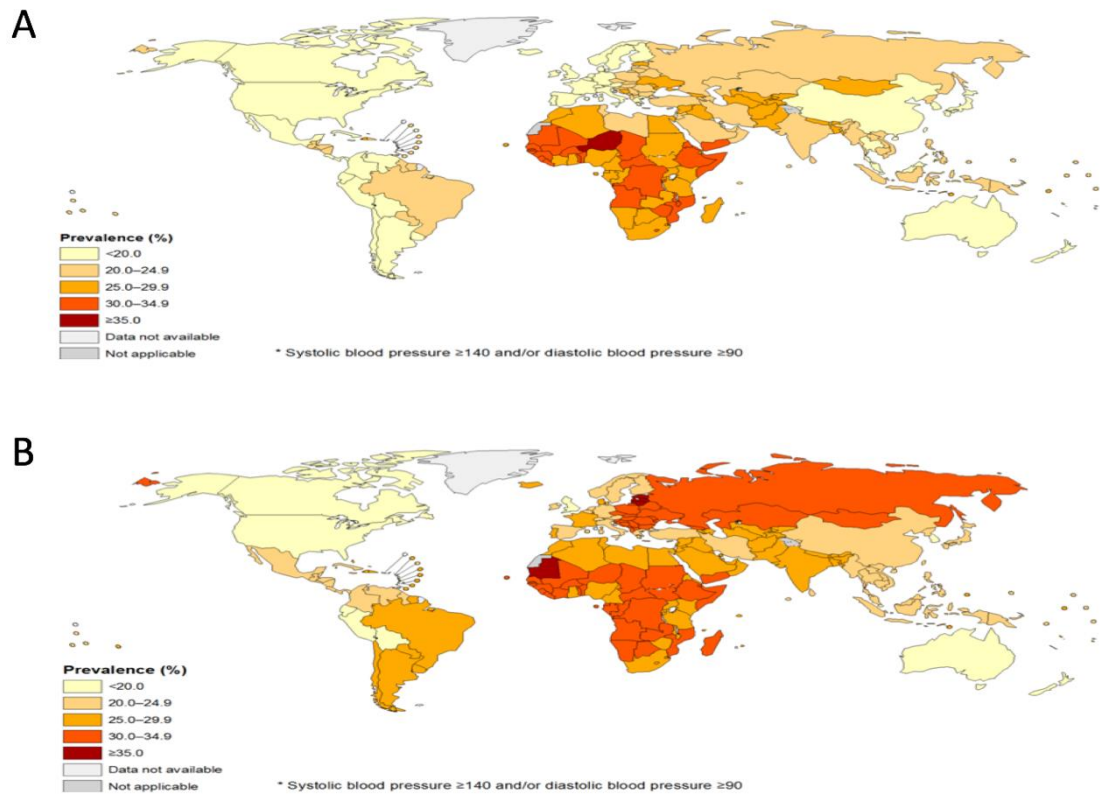 A
Prevalence (%)
<20.0
20.0–24.9
25.0–29.9
30.0–34.9
≥35.0
Data not available
Not applicable
* Systolic blood pressure ≥140 and/or diastolic blood pressure ≥90
B
Prevalence (%)
<20.0
20.0–24.9
25.0–29.9
30.0–34.9
≥35.0
Data not available
Not applicable
* Systolic blood pressure ≥140 and/or diastolic blood pressure ≥90